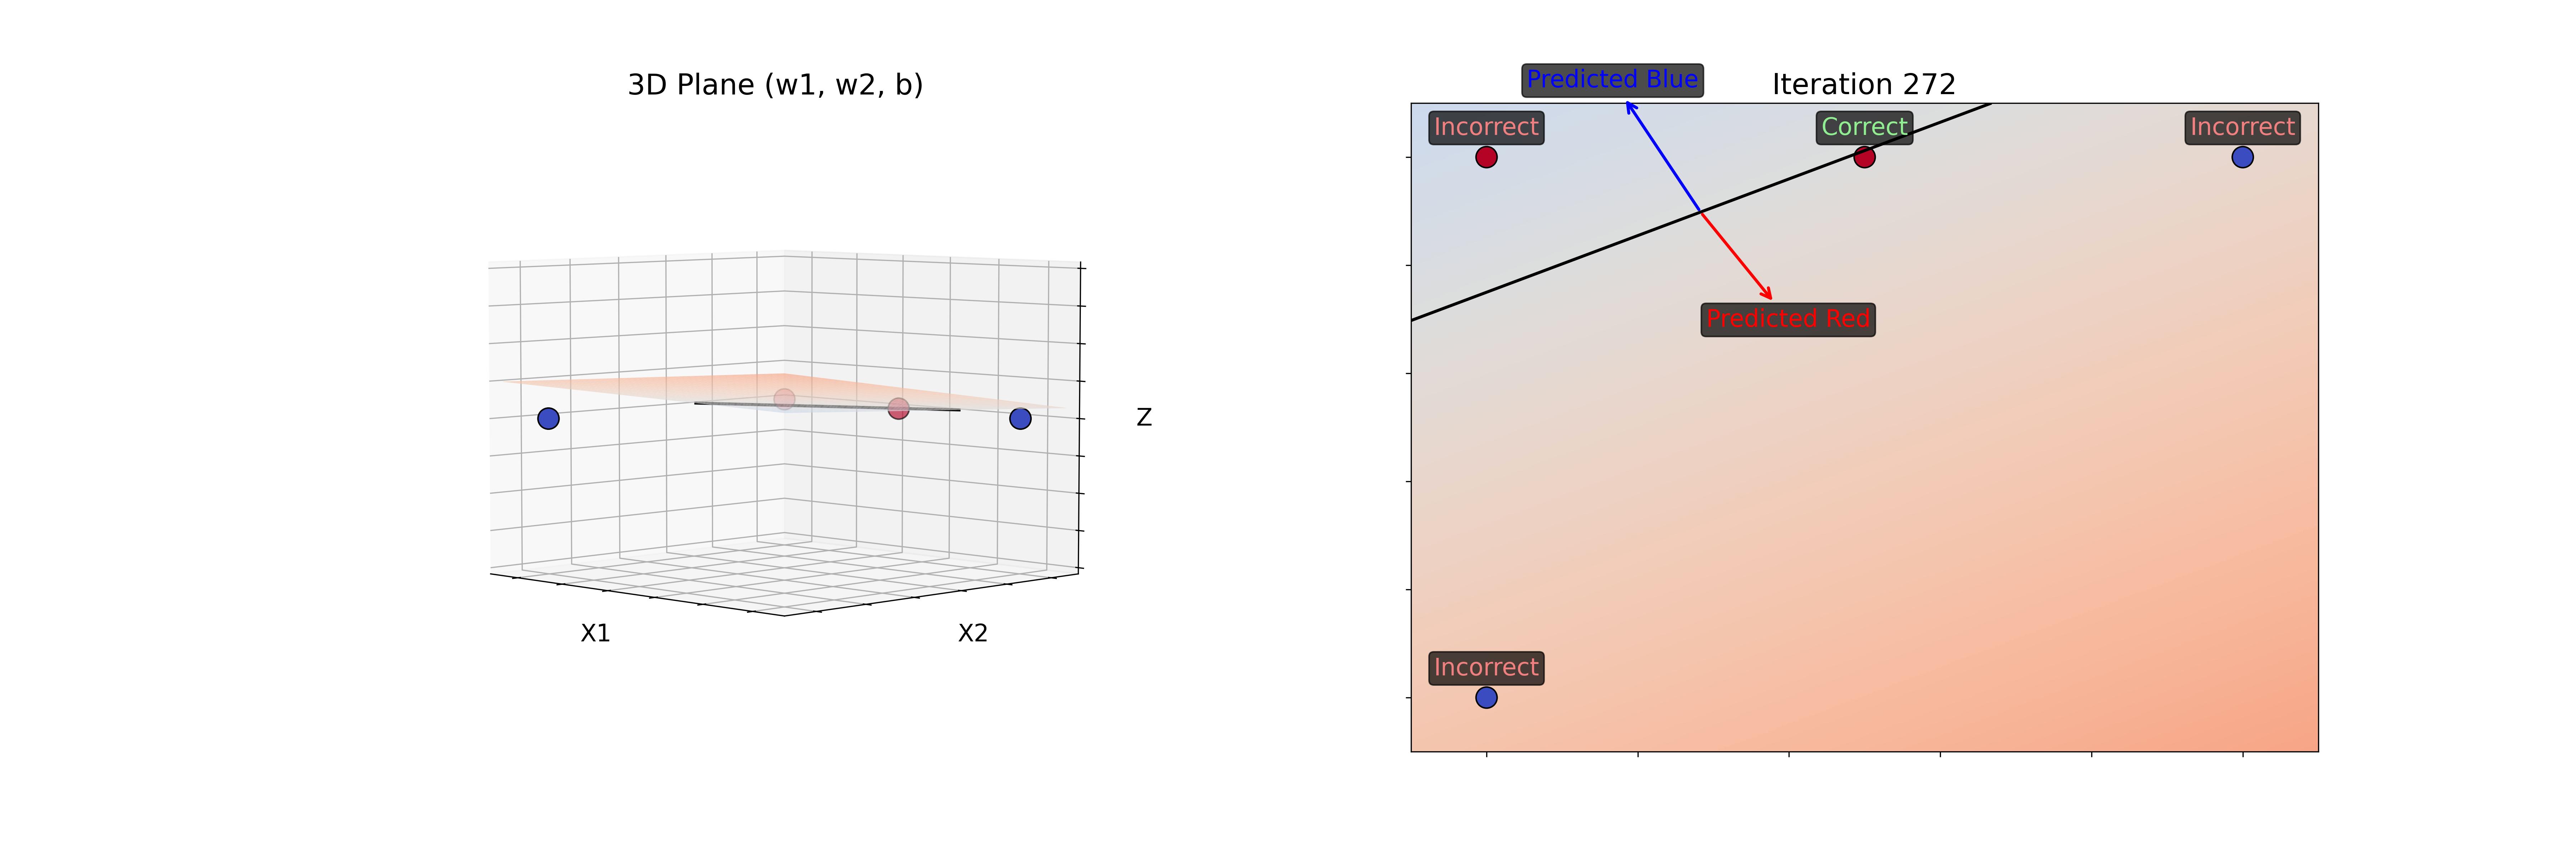 3D Plane (w1, w2, b)
Z
X1
X2
Predicted Blue
Iteration 272
Incorrect
Correct
Incorrect
Predicted Red
Incorrect